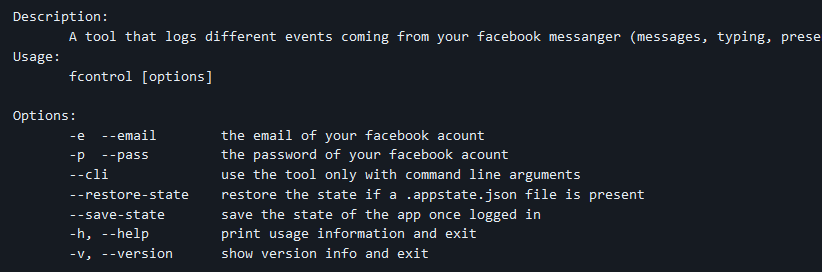 Description:
A tool that logs different events coming from your facebook messanger (messages, typing, prese
Usage:
fcontrol [options]
Options:
-e --email the email of your facebook acount
-p --pass the password of your facebook acount
--cli use the tool only with command line arguments
--restore-state restore the state if a .appstate.json file is present
--save-state save the state of the app once logged in
-h, --help print usage information and exit
-v, --version show version info and exit